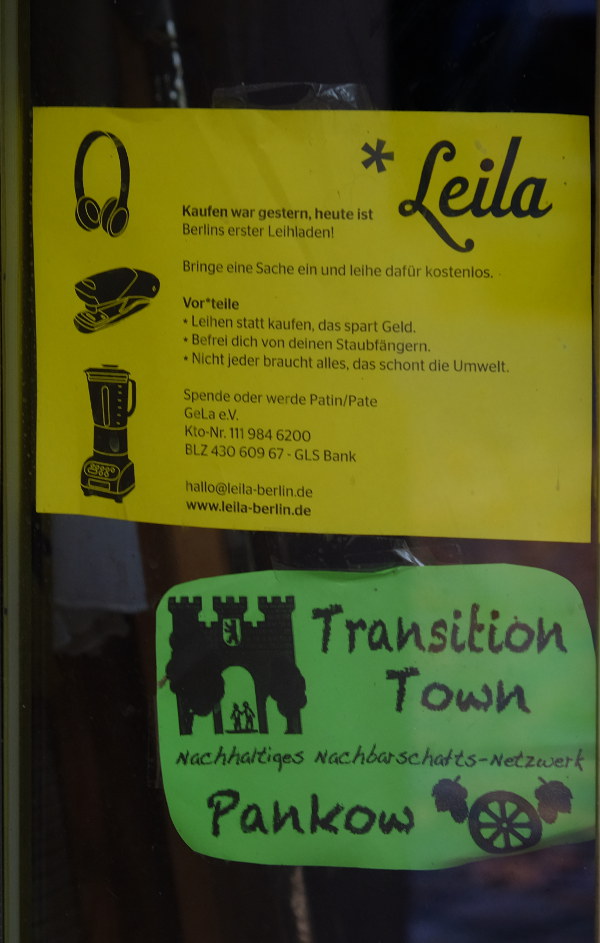 *Leila
Kaufen war gestern, heute ist
Berlins erster Leihladen!
Bringe eine Sache ein und leihe dafür kostenlos.
Vor*teile
* Leihen statt kaufen, das spart Geld.
* Befrei dich von deinen Staubfängern.
* Nicht jeder braucht alles, das schont die Umwelt.
Spende oder werde Patin/Pate
GeLa e.V.
Kto-Nr. 111 984 6200
BLZ 430 609 67 - GLS Bank
hallo@leila-berlin.de
www.leila-berlin.de
Transition
Town
Nachhaltiges Nachbarschafts-Netzwerk
Pankow